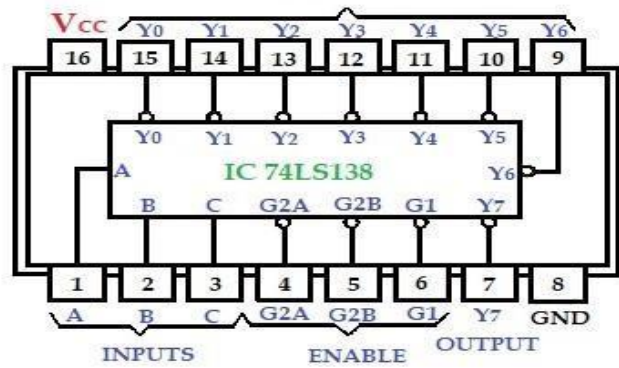 Vcc Y0 Y1 Y2 Y3 Y4 Y5 Y6
16 15 14 13 12 11 10 9
Y0 Y1 Y2 Y3 Y4 Y5
A IC 74LS138 Y6
B C G2A G2B G1 Y7
1 2 3 4 5 6 7 8
A B C G2A G2B G1 Y7 GND
INPUTS ENABLE OUTPUT